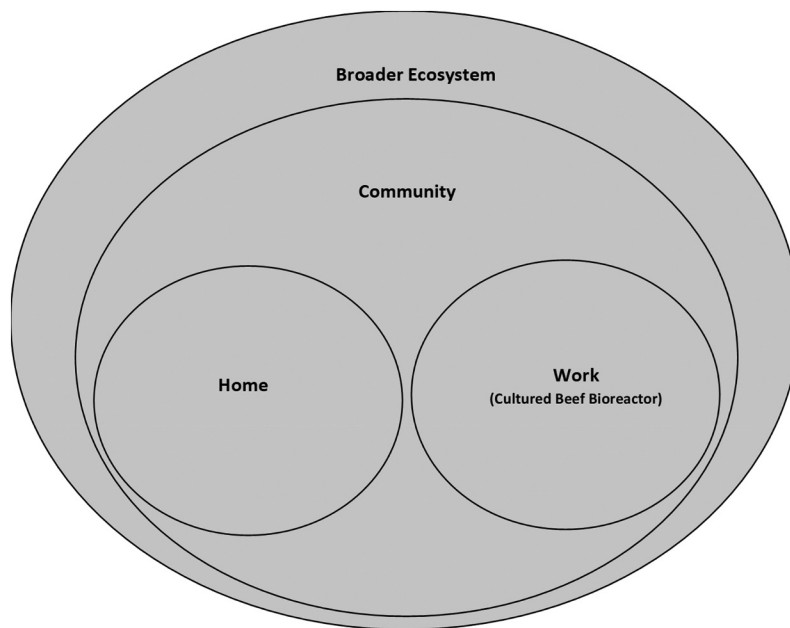 Broader Ecosystem
Community
Home
Work
(Cultured Beef Bioreactor)